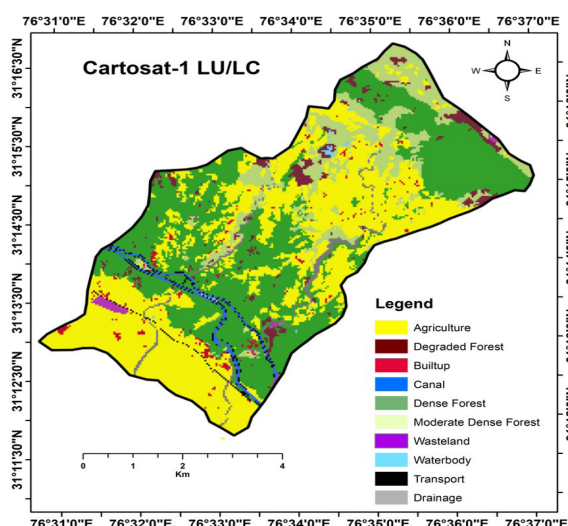 76°31'0"E 76°32'0"E 76°33'0"E 76°34'0"E 76°35'0"E 76°36'0"E 76°37'0"E
Cartosat-1 LU/LC
N
W E
S
31°16'30"N
31°15'30"N
31°14'30"N
31°13'30"N
31°12'30"N
31°11'30"N
Legend
Agriculture
Degraded Forest
Builtup
Canal
Dense Forest
Moderate Dense Forest
Wasteland
Waterbody
Transport
Drainage
0 1 2 4
Km
76°31'0"E 76°32'0"E 76°33'0"E 76°34'0"E 76°35'0"E 76°36'0"E 76°37'0"E